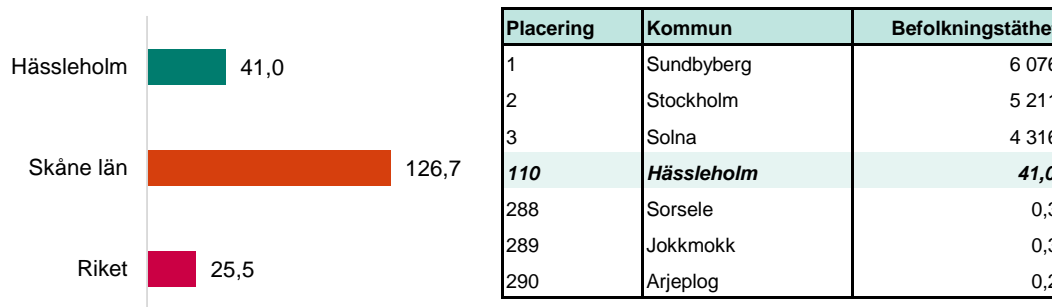 Hässleholm 41,0
Skåne län 126,7
Riket 25,5
Placering Kommun Befolkningstäthet
1 Sundbyberg 6 076
2 Stockholm 5 211
3 Solna 4 316
110 Hässleholm 41,0
288 Sorsele 0,3
289 Jokkmokk 0,3
290 Arjeplog 0,2